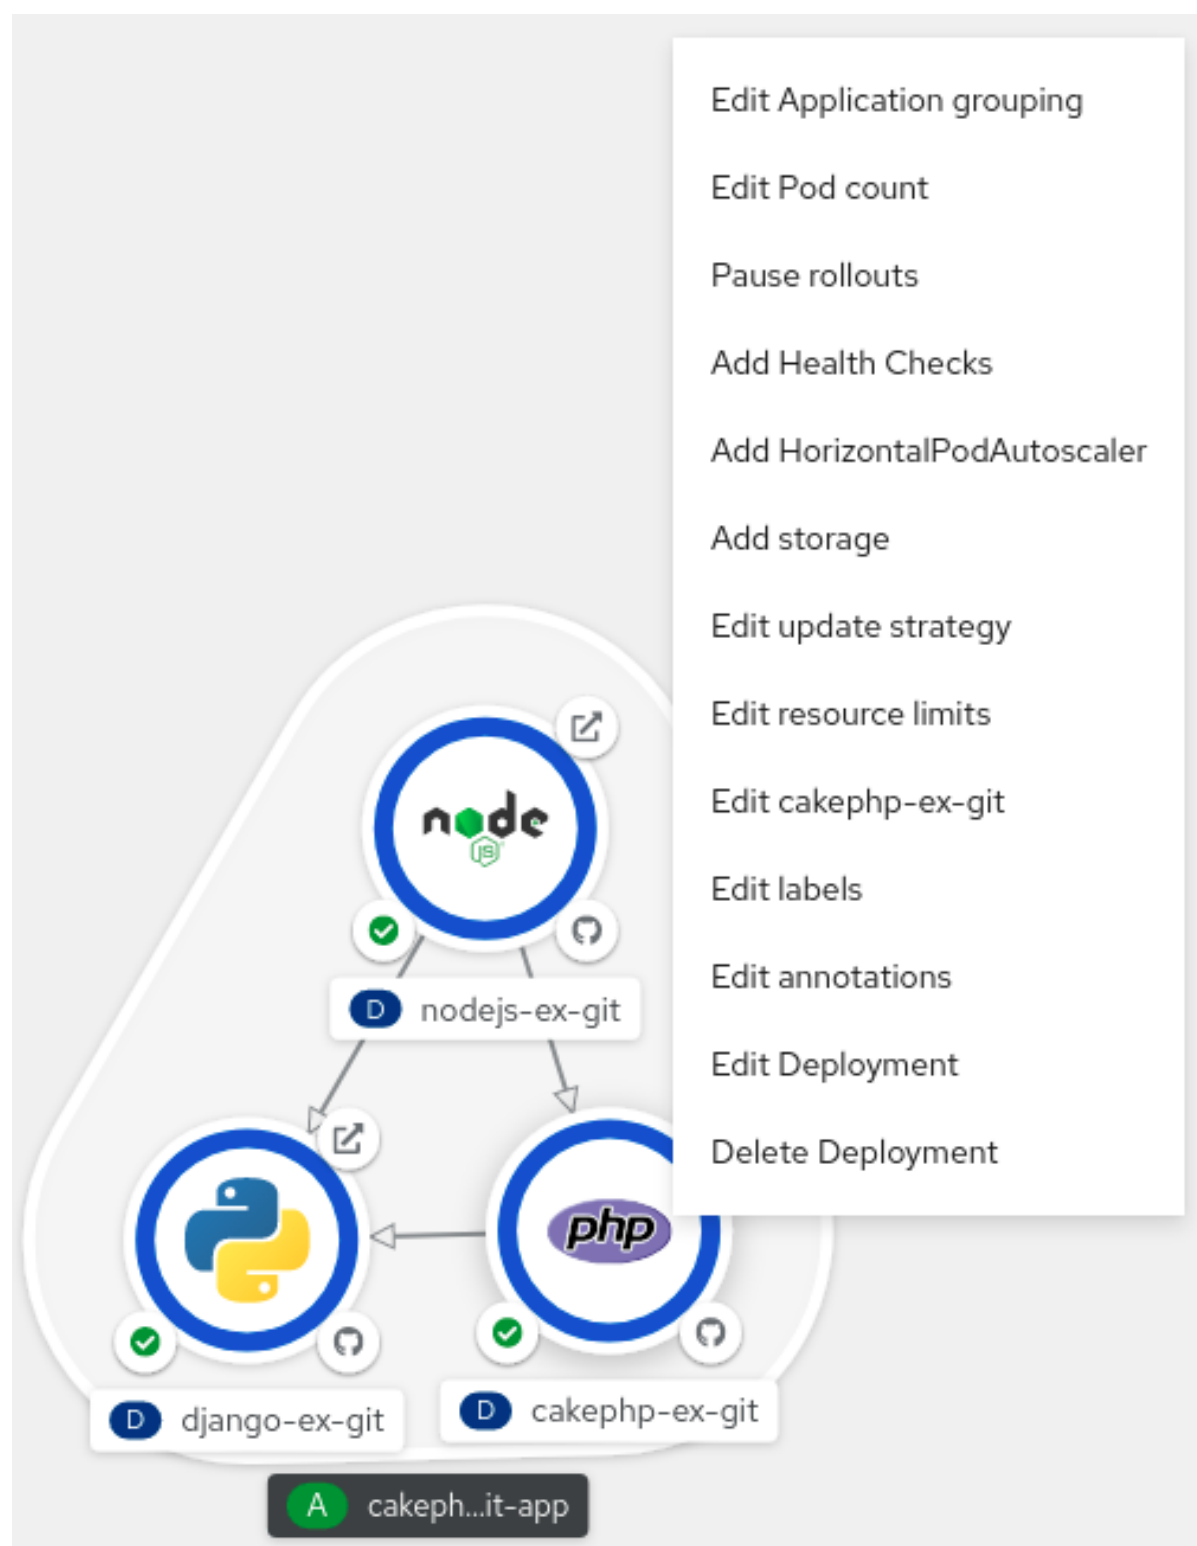 Edit Application grouping
Edit Pod count
Pause rollouts
Add Health Checks
Add HorizontalPodAutoscaler
Add storage
Edit update strategy
Edit resource limits
Edit cakephp-ex-git
Edit labels
Edit annotations
Edit Deployment
Delete Deployment
node
JS
D nodejs-ex-git
php
D django-ex-git
D cakephp-ex-git
A cakeph...it-app